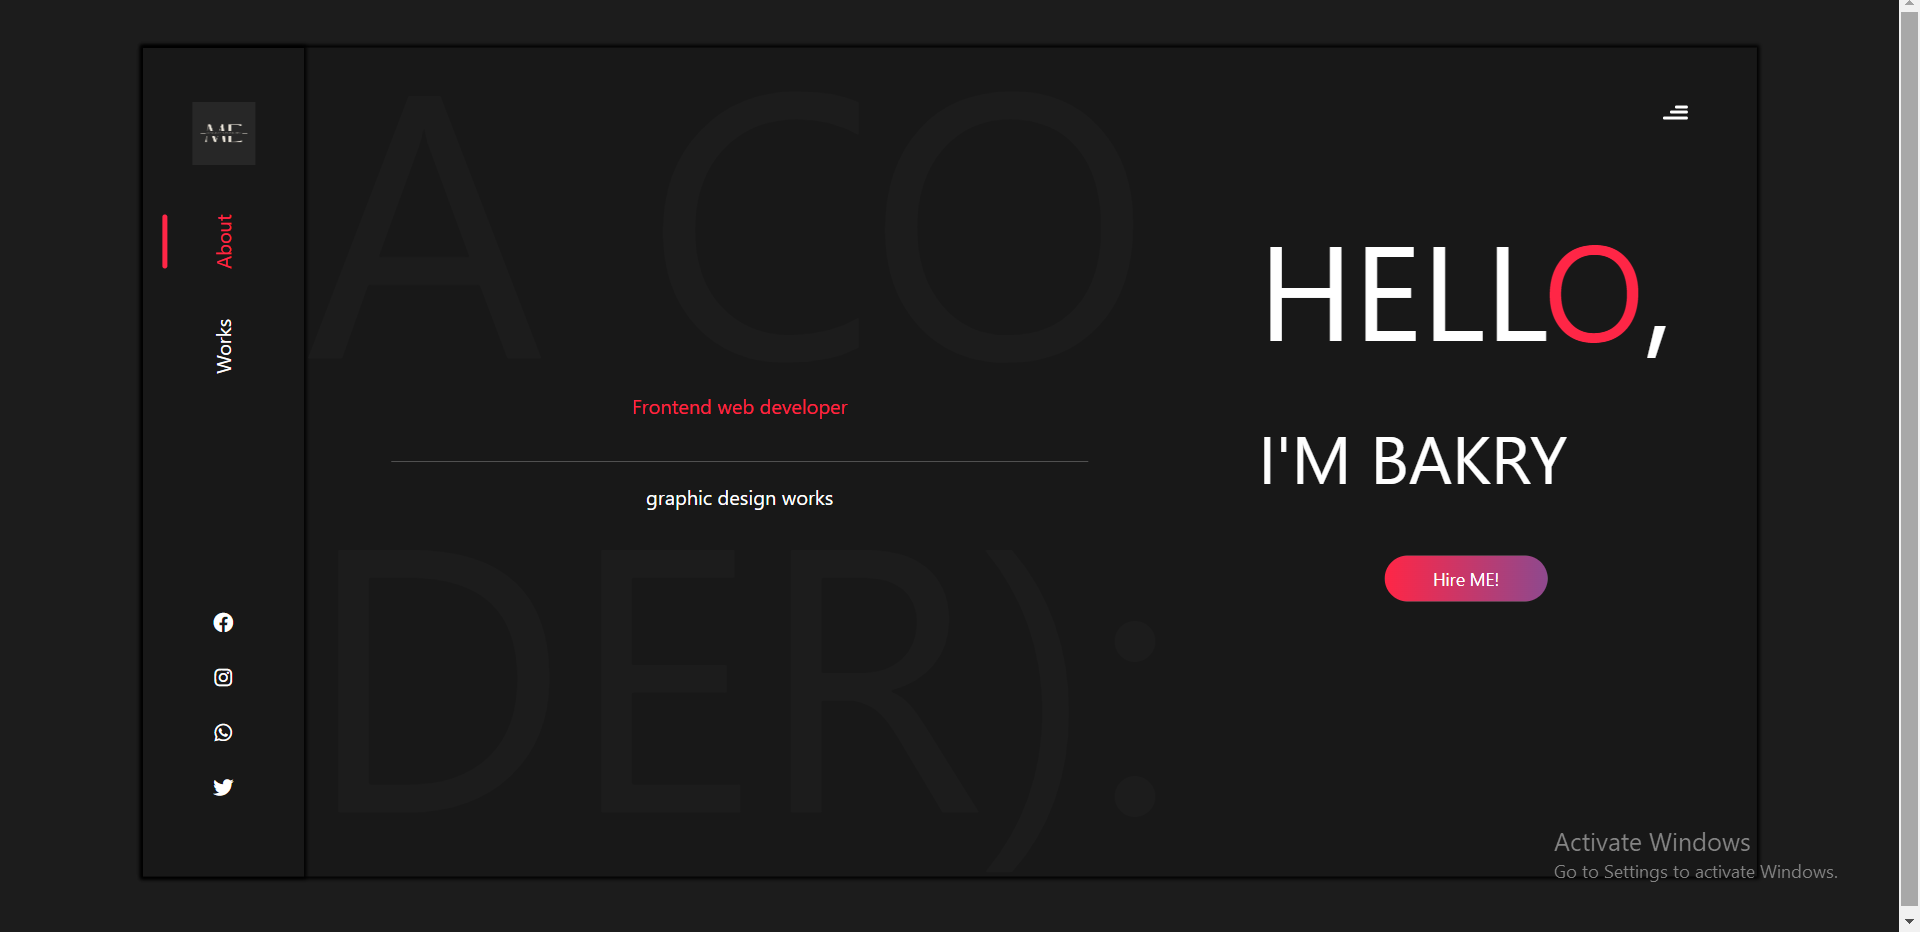 ME
About
Works
A CO
DER):
Frontend web developer
graphic design works
HELLO,
I'M BAKRY
Hire ME!
Activate Windows
Go to Settings to activate Windows.